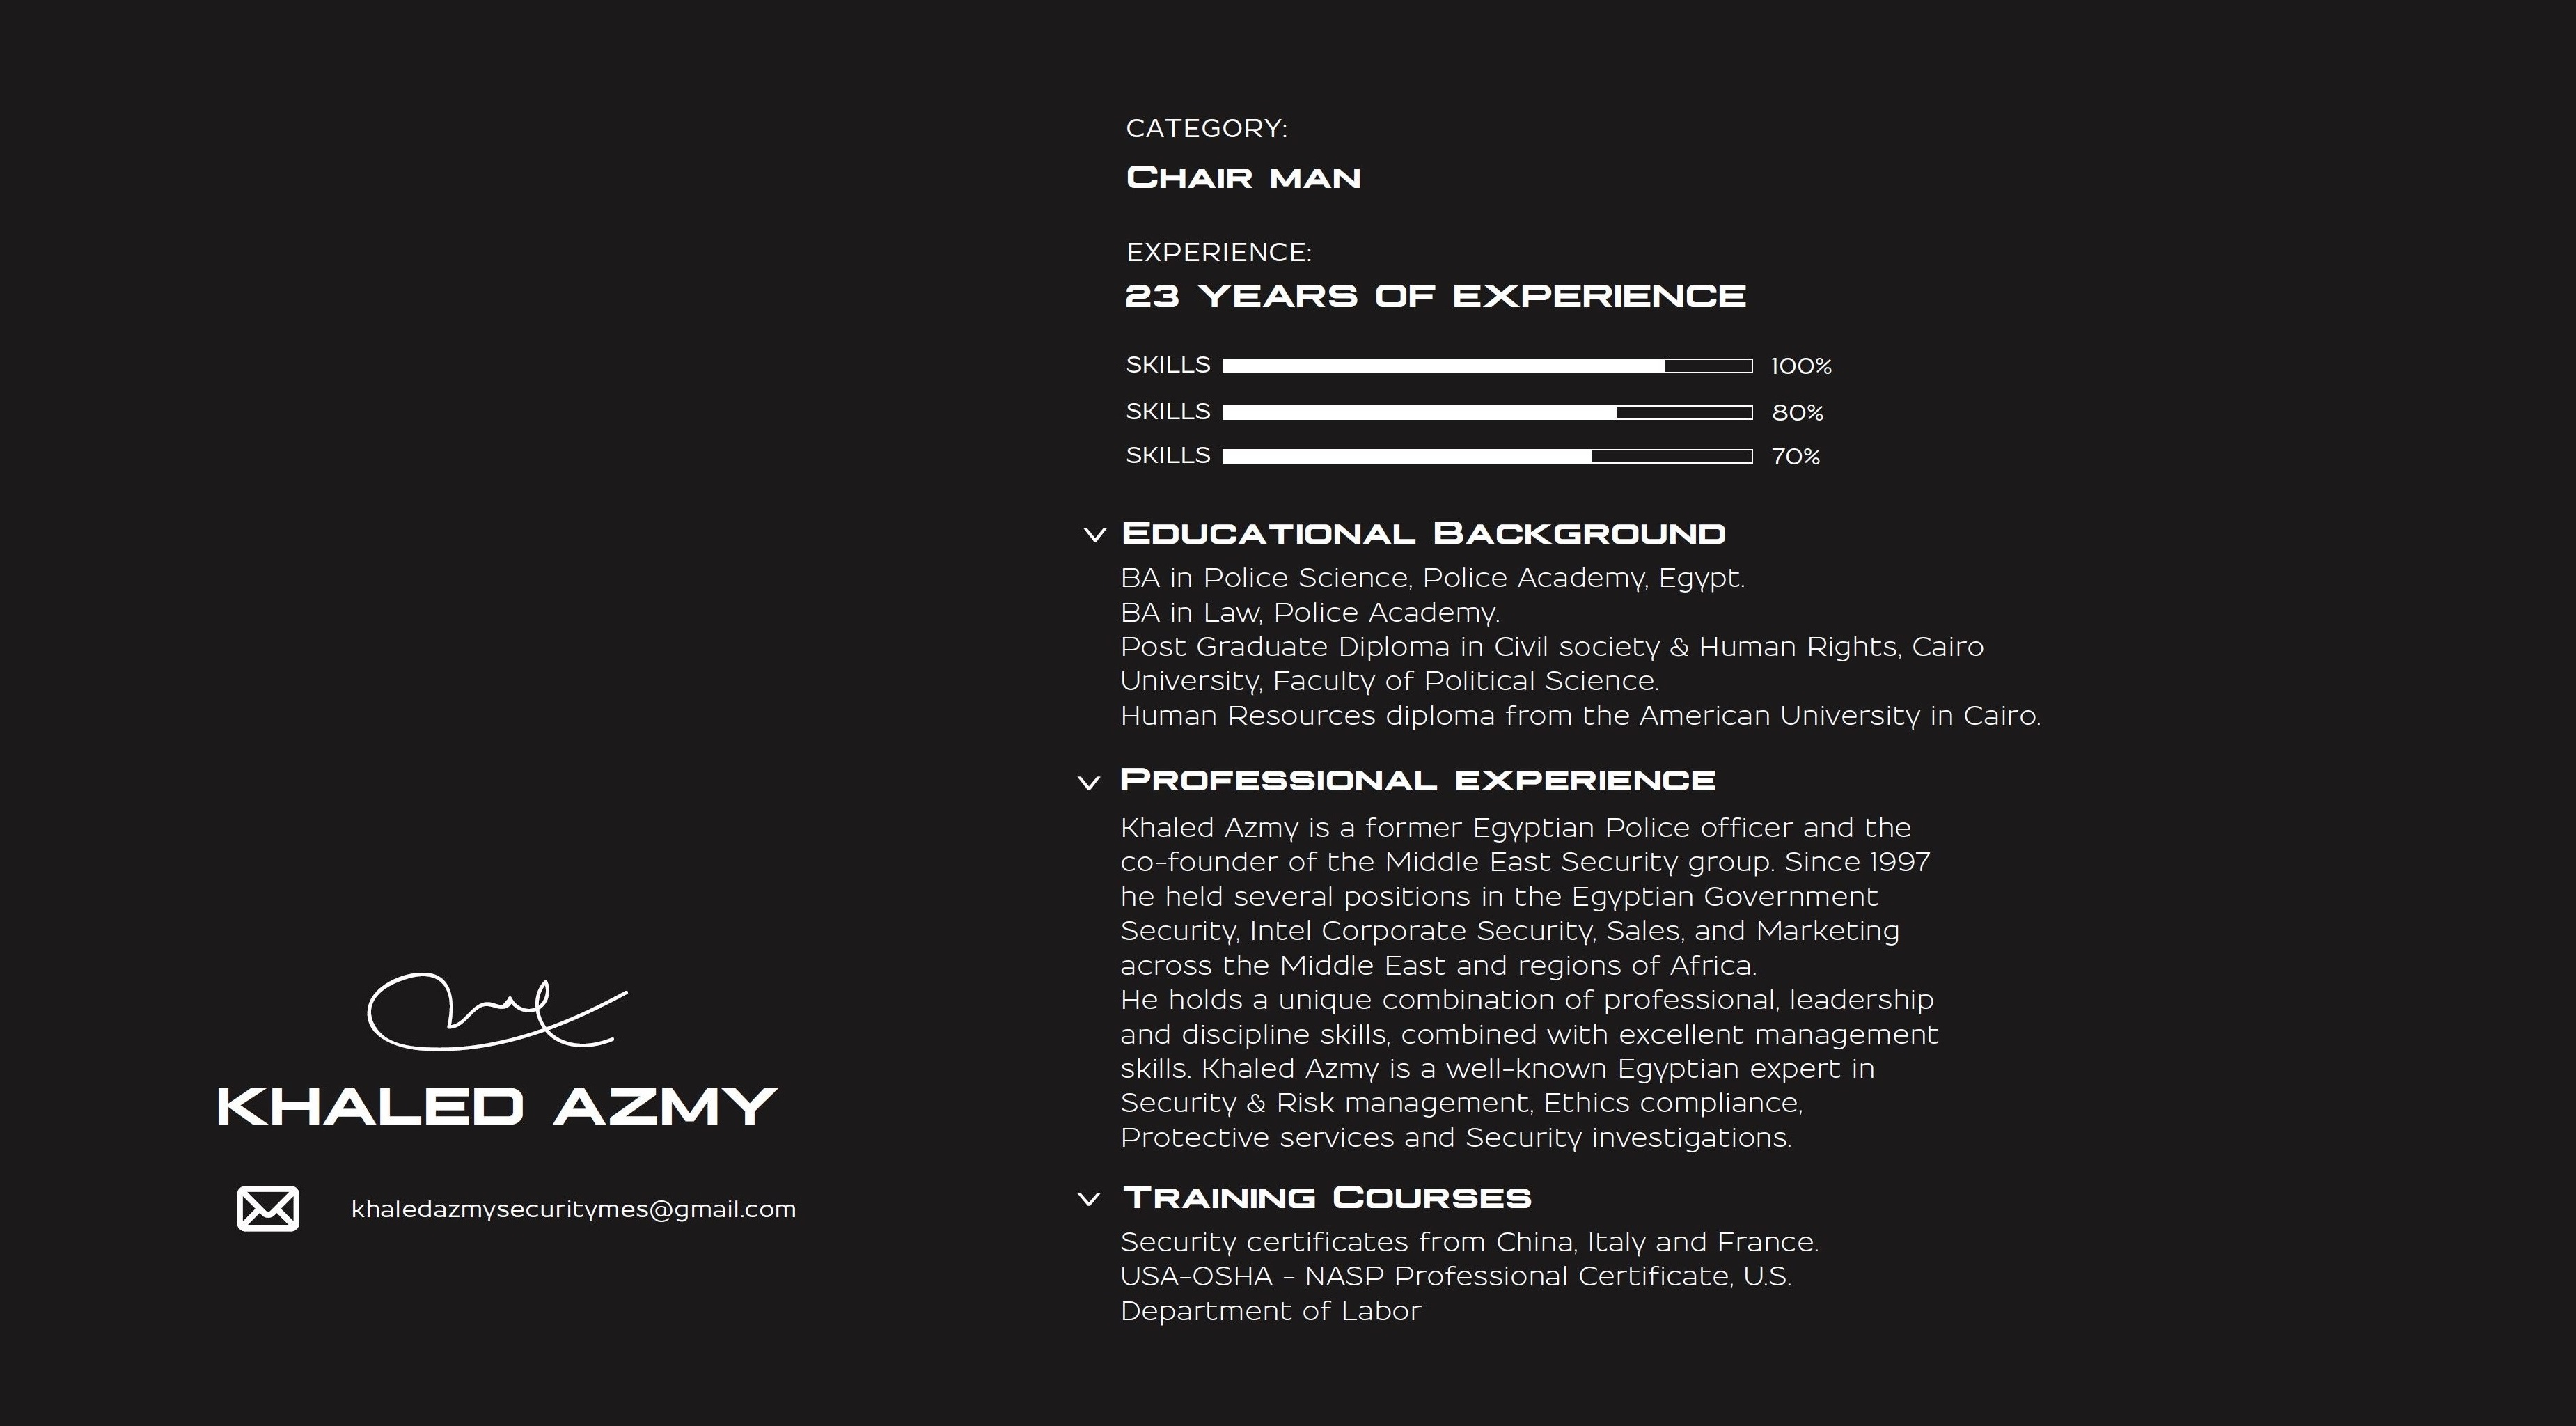 CATEGORY:
CHAIR MAN
EXPERIENCE:
23 YEARS OF EXPERIENCE
SKILLS 100%
SKILLS 80%
SKILLS 70%
EDUCATIONAL BACKGROUND
BA in Police Science, Police Academy, Egypt.
BA in Law, Police Academy.
Post Graduate Diploma in Civil society & Human Rights, Cairo
University, Faculty of Political Science.
Human Resources diploma from the American University in Cairo.
PROFESSIONAL EXPERIENCE
Khaled Azmy is a former Egyptian Police officer and the
co-founder of the Middle East Security group. Since 1997
he held several positions in the Egyptian Government
Security, Intel Corporate Security, Sales, and Marketing
across the Middle East and regions of Africa.
He holds a unique combination of professional, leadership
and discipline skills, combined with excellent management
skills. Khaled Azmy is a well-known Egyptian expert in
Security & Risk management, Ethics compliance,
Protective services and Security investigations.
TRAINING COURSES
Security certificates from China, Italy and France.
USA-OSHA - NASP Professional Certificate, U.S.
Department of Labor
KHALED AZMY
khaledazmysecuritymes@gmail.com